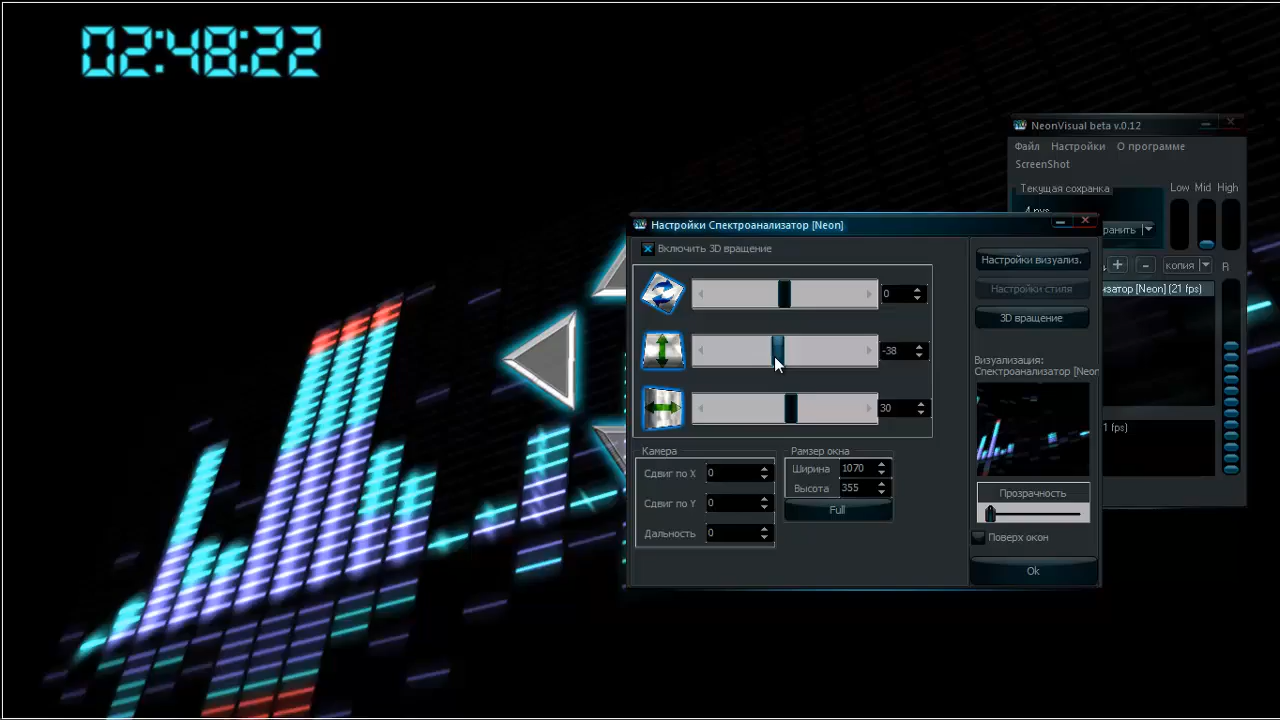 02:48:22
NeonVisual beta v.0.12
Файл Настройки О программе
ScreenShot
Текущая сохранка
Low Mid High
ранить
+ - копия
изатор [Neon] (21 fps)
1 fps)
Настройки Спектроанализатор [Neon]
Включить 3D вращение
0
-38
30
Камера
Сдвиг по X 0
Сдвиг по Y 0
Дальность 0
Рамзер окна
Ширина 1070
Высота 355
Full
Настройки визуализ.
Настройки стиля
3D вращение
Визуализация:
Спектроанализатор [Neon
Прозрачность
Поверх окон
Ok